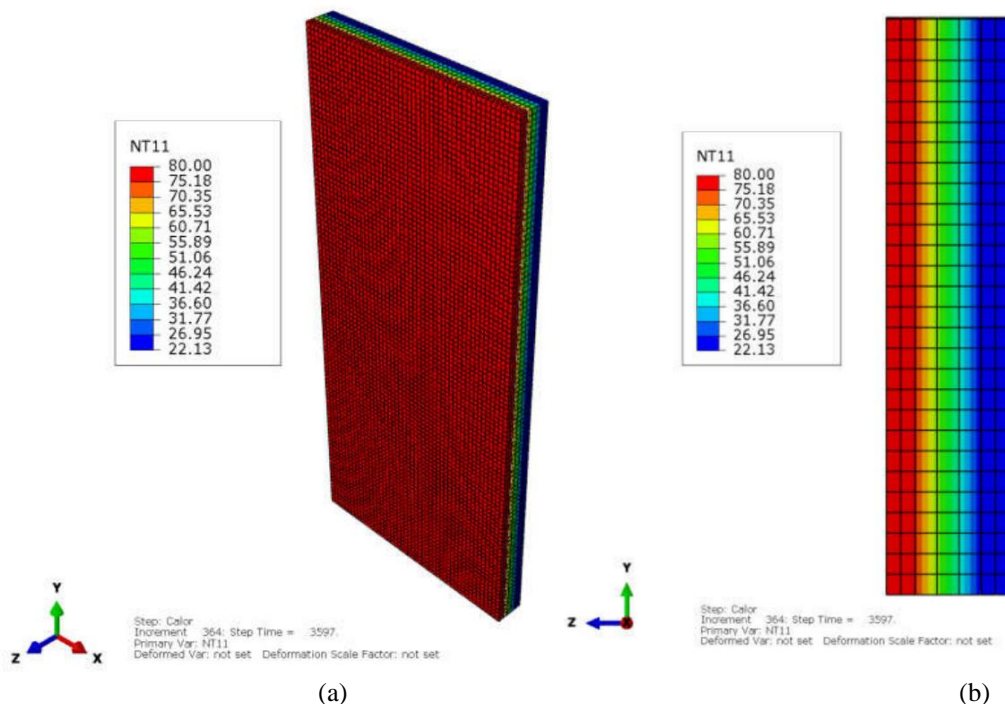 NT11
80.00
75.18
70.35
65.53
60.71
55.89
51.06
46.24
41.42
36.60
31.77
26.95
22.13
Y
Z
X
Step: Calor
Increment 364: Step Time = 3597.
Primary Var: NT11
Deformed Var: not set Deformation Scale Factor: not set
(a)
NT11
80.00
75.18
70.35
65.53
60.71
55.89
51.06
46.24
41.42
36.60
31.77
26.95
22.13
Y
Z
X
Step: Calor
Increment 364: Step Time = 3597.
Primary Var: NT11
Deformed Var: not set Deformation Scale Factor: not set
(b)